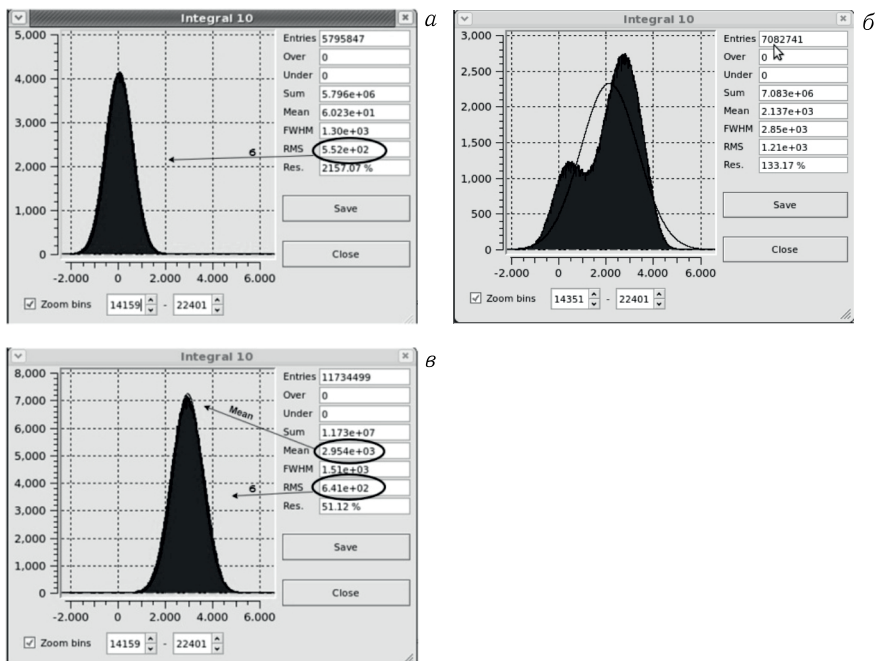 Integral 10
а
5,000
4,000
3,000
2,000
1,000
0
-2.000 0 2.000 4.000 6.000
Entries 5795847
Over 0
Under 0
Sum 5.796e+06
Mean 6.023e+01
FWHM 1.30e+03
RMS 5.52e+02
Res. 2157.07 %
б
Save
Close
Zoom bins 14159 - 22401
Integral 10
б
3,000
2,500
2,000
1,500
1,000
500
0
-2.000 0 2.000 4.000 6.000
Entries 7082741
Over 0
Under 0
Sum 7.083e+06
Mean 2.137e+03
FWHM 2.85e+03
RMS 1.21e+03
Res. 133.17 %
Save
Close
Zoom bins 14351 - 22401
Integral 10
в
8,000
7,000
6,000
5,000
4,000
3,000
2,000
1,000
0
-2.000 0 2.000 4.000 6.000
Mean
б
Entries 11734499
Over 0
Under 0
Sum 1.173e+07
Mean 2.954e+03
FWHM 1.51e+03
RMS 6.41e+02
Res. 51.12 %
Save
Close
Zoom bins 14159 - 22401